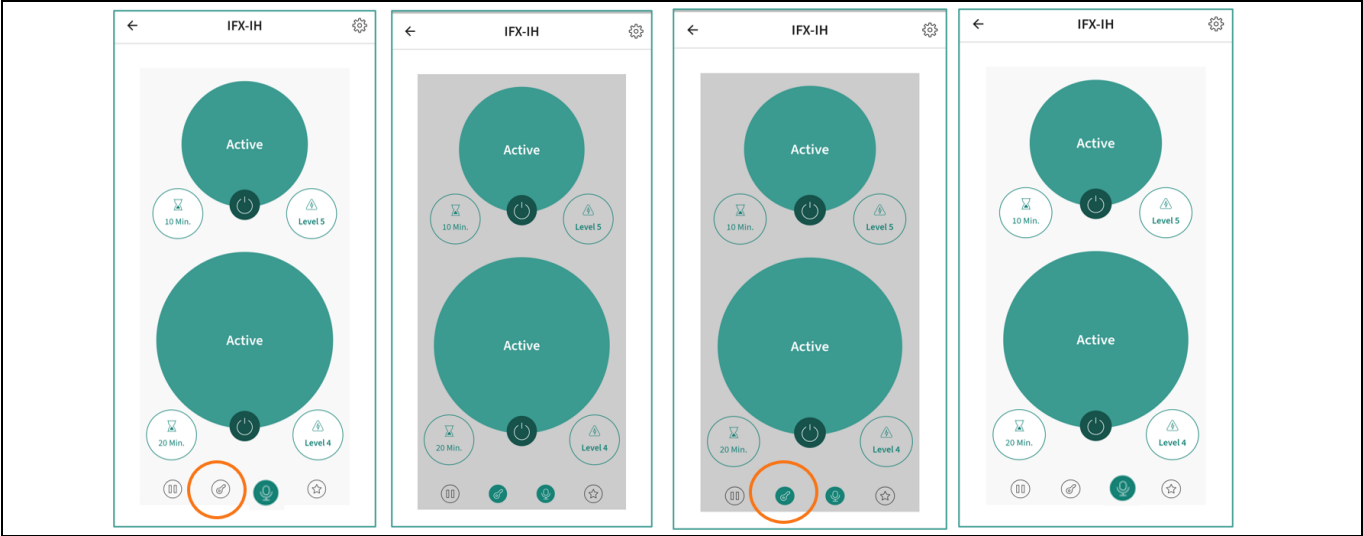 IFX-IH
Active
10 Min.
Level 5
Active
20 Min.
Level 4
IFX-IH
Active
10 Min.
Level 5
Active
20 Min.
Level 4
IFX-IH
Active
10 Min.
Level 5
Active
20 Min.
Level 4
IFX-IH
Active
10 Min.
Level 5
Active
20 Min.
Level 4